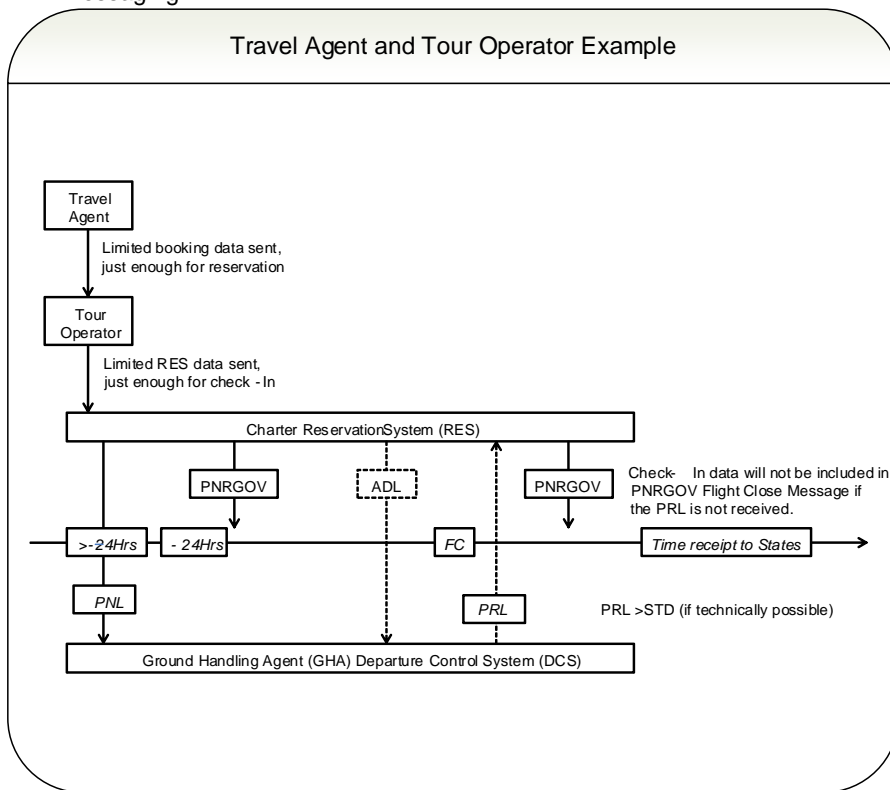 Travel Agent and Tour Operator Example
Travel
Agent
Limited booking data sent,
just enough for reservation
Tour
Operator
Limited RES data sent,
just enough for check - In
Charter ReservationSystem (RES)
PNRGOV
ADL
PNRGOV
Check- In data will not be included in
PNRGOV Flight Close Message if
the PRL is not received.
>-24Hrs
- 24Hrs
FC
Time receipt to States
PNL
PRL
PRL >STD (if technically possible)
Ground Handling Agent (GHA) Departure Control System (DCS)